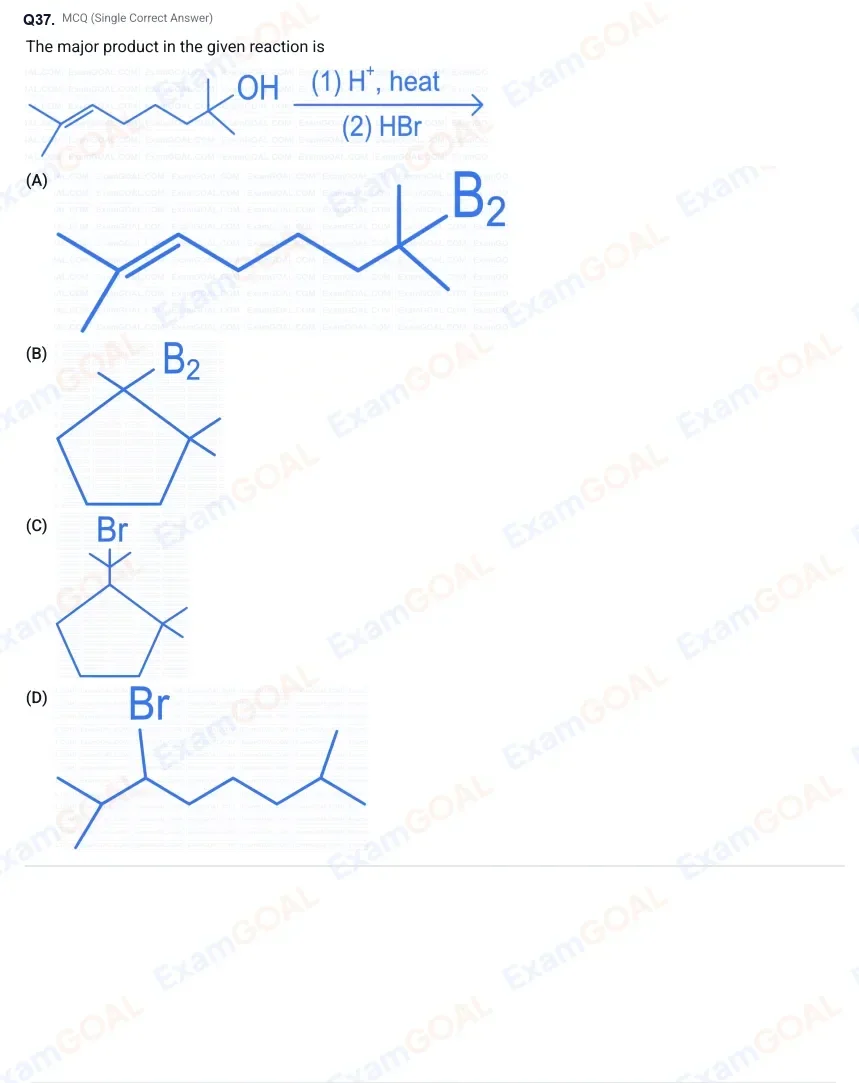 Q37. MCQ (Single Correct Answer)
The major product in the given reaction is
OH
(1) H⁺, heat
(2) HBr
(A)
B₂
(B)
B₂
(C)
Br
(D)
Br
ExamGOAL